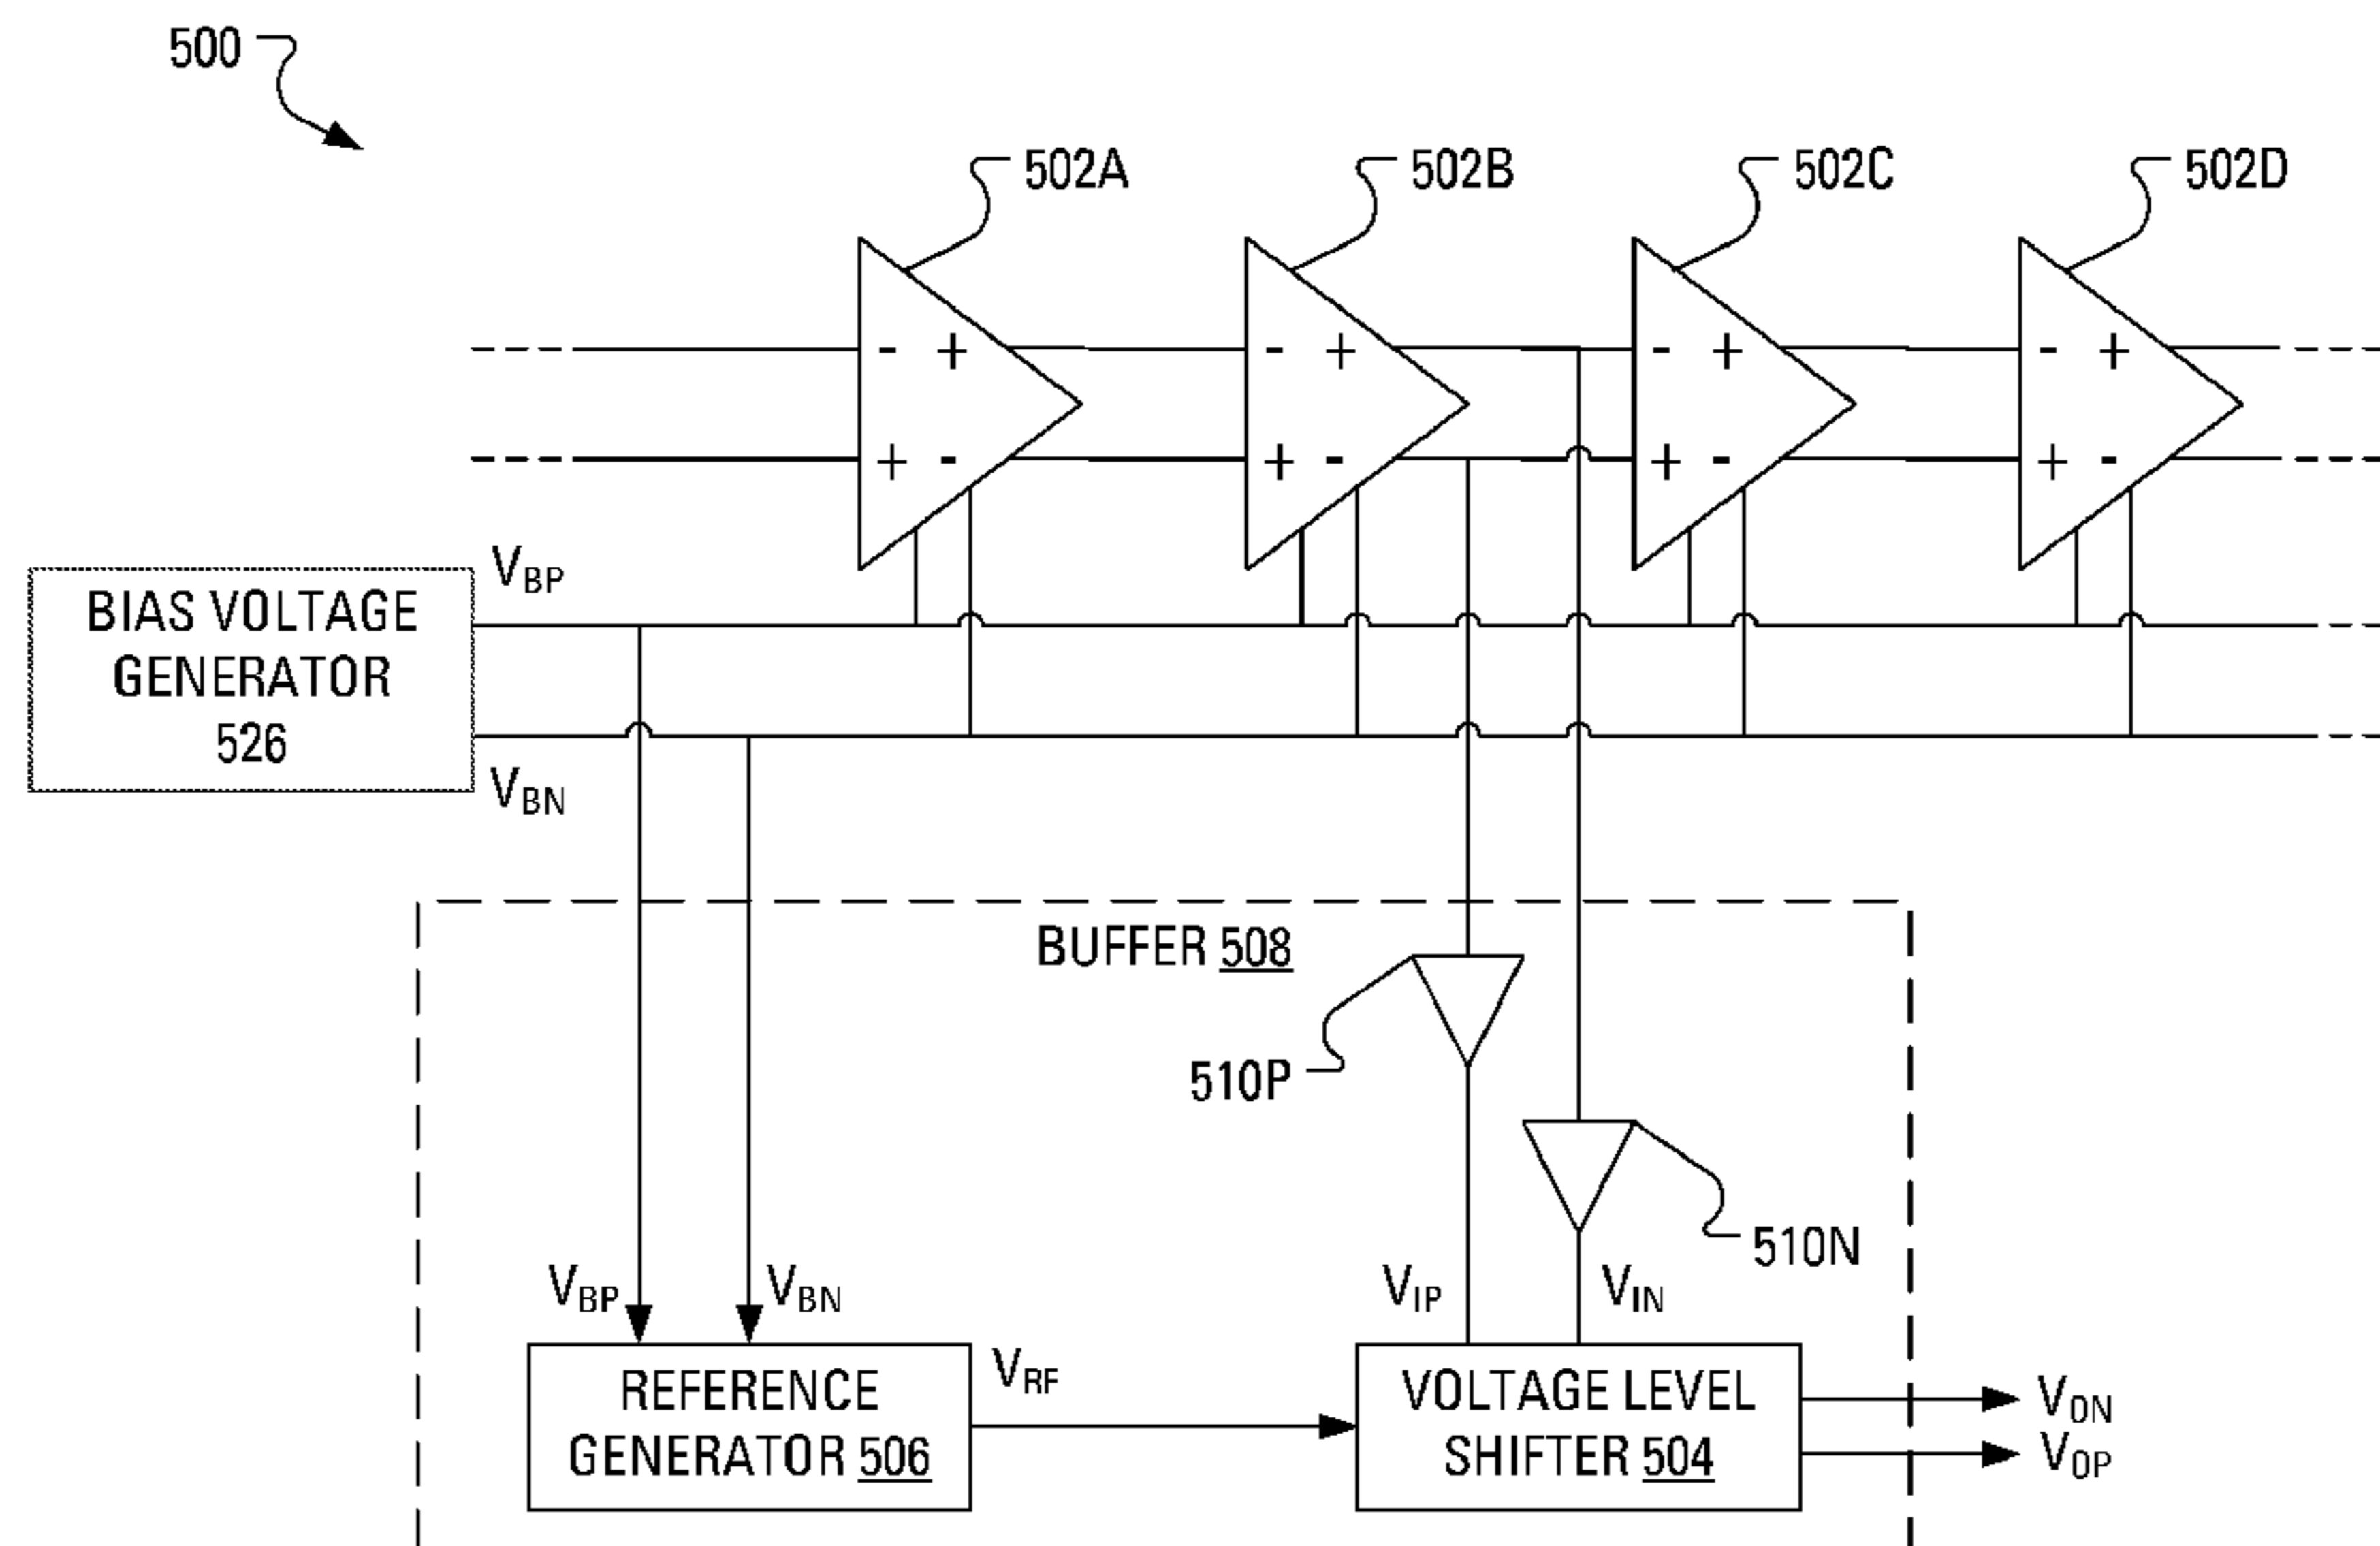 500
502A
502B
502C
502D
- +
- +
- +
- +
+ -
+ -
+ -
+ -
VBP
BIAS VOLTAGE
GENERATOR
526
VBN
BUFFER 508
510P
510N
VBP
VBN
VIP
VIN
REFERENCE
GENERATOR 506
VRF
VOLTAGE LEVEL
SHIFTER 504
VON
VOP